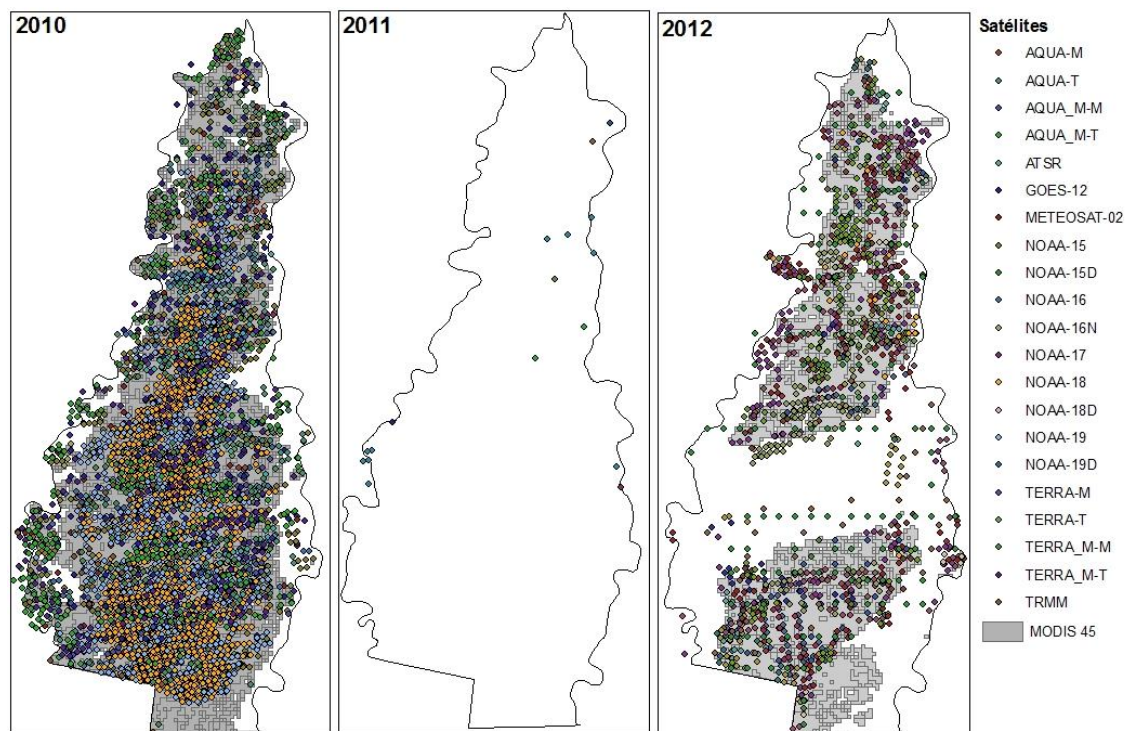 2010
2011
2012
Satélites
AQUA-M
AQUA-T
AQUA_M-M
AQUA_M-T
ATSR
GOES-12
METEOSAT-02
NOAA-15
NOAA-15D
NOAA-16
NOAA-16N
NOAA-17
NOAA-18
NOAA-18D
NOAA-19
NOAA-19D
TERRA-M
TERRA-T
TERRA_M-M
TERRA_M-T
TRMM
MODIS 45